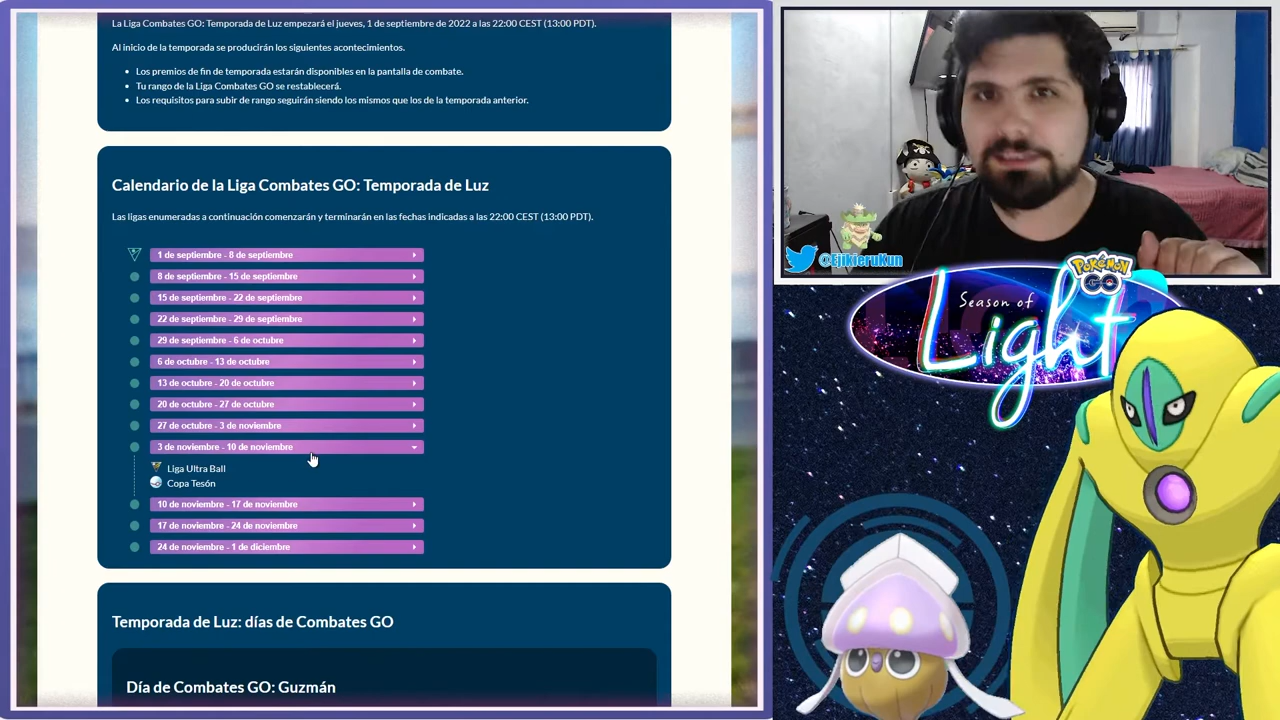 La Liga Combates GO: Temporada de Luz empezará el jueves, 1 de septiembre de 2022 a las 22:00 CEST (13:00 PDT).
Al inicio de la temporada se producirán los siguientes acontecimientos.
Los premios de fin de temporada estarán disponibles en la pantalla de combate.
Tu rango de la Liga Combates GO se restablecerá.
Los requisitos para subir de rango seguirán siendo los mismos que los de la temporada anterior.
Calendario de la Liga Combates GO: Temporada de Luz
Las ligas enumeradas a continuación comenzarán y terminarán en las fechas indicadas a las 22:00 CEST (13:00 PDT).
1 de septiembre - 8 de septiembre
8 de septiembre - 15 de septiembre
15 de septiembre - 22 de septiembre
22 de septiembre - 29 de septiembre
29 de septiembre - 6 de octubre
6 de octubre - 13 de octubre
13 de octubre - 20 de octubre
20 de octubre - 27 de octubre
27 de octubre - 3 de noviembre
3 de noviembre - 10 de noviembre
Liga Ultra Ball
Copa Tesón
10 de noviembre - 17 de noviembre
17 de noviembre - 24 de noviembre
24 de noviembre - 1 de diciembre
Temporada de Luz: días de Combates GO
Día de Combates GO: Guzmán
@EjikieruKun
Pokémon
GO
Season of
Light